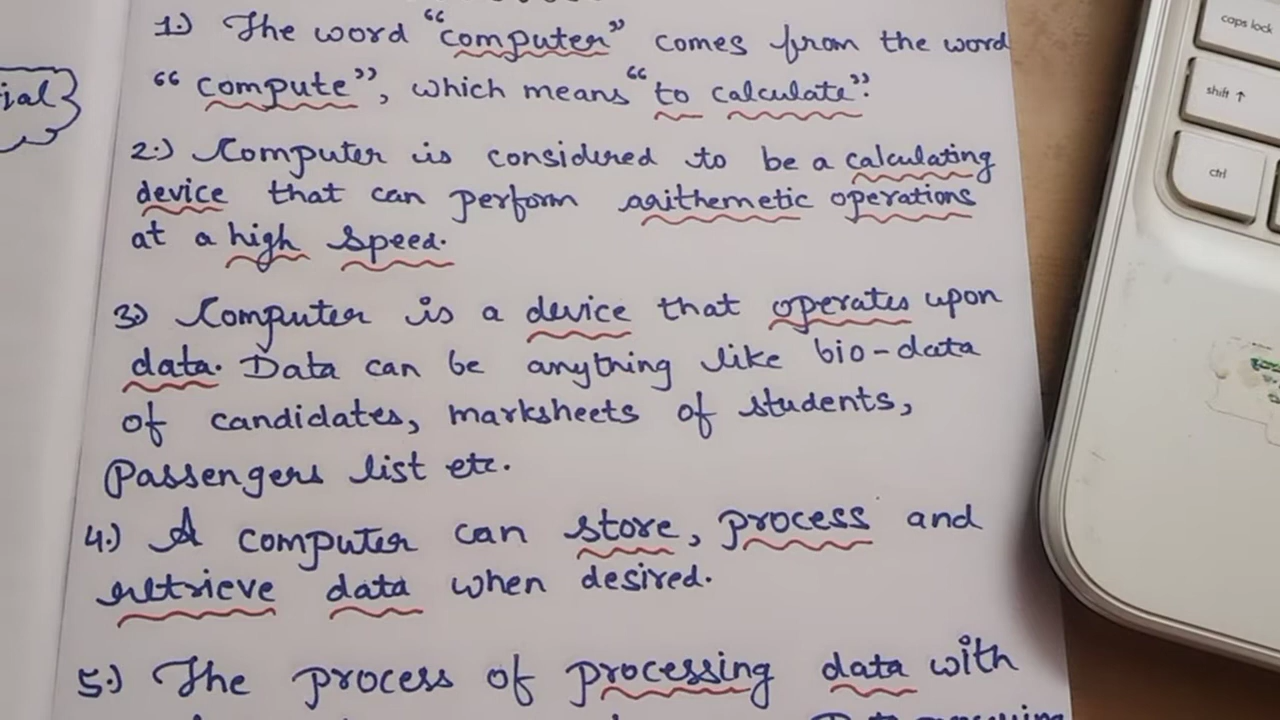 1.) The word "computer" comes from the word
"compute", which means "to calculate".
2.) Computer is considered to be a calculating
device that can perform arithemetic operations
at a high speed.
3.) Computer is a device that operates upon
data. Data can be anything like bio-data
of candidates, marksheets of students,
Passengers list etc.
4.) A computer can store, process and
retrieve data when desired.
5.) The process of processing data with
ial
caps lock
shift ↑
ctrl